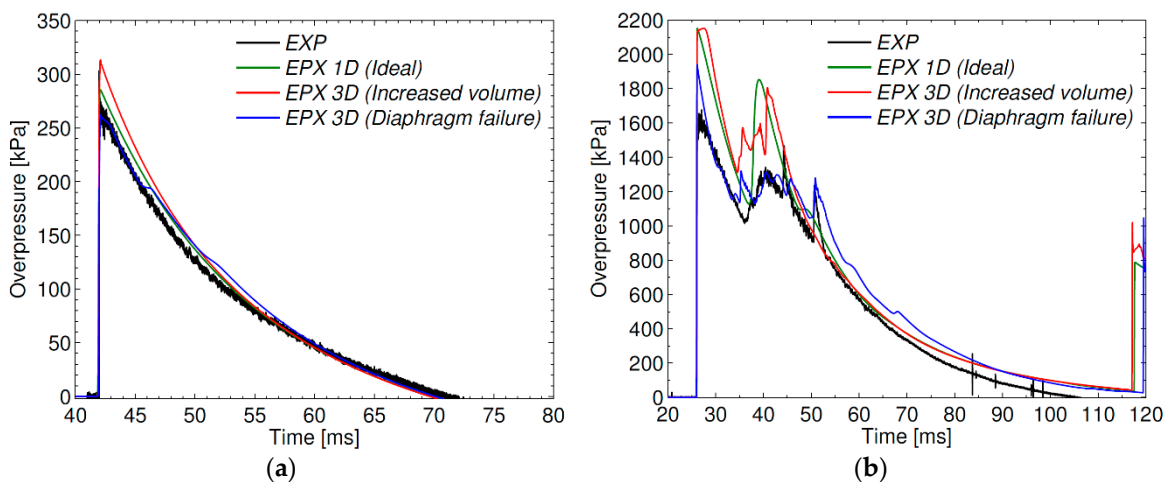 350
300
250
200
150
100
50
0
Overpressure [kPa]
EXP
EPX 1D (Ideal)
EPX 3D (Increased volume)
EPX 3D (Diaphragm failure)
40 45 50 55 60 65 70 75 80
Time [ms]
(a)
2200
2000
1800
1600
1400
1200
1000
800
600
400
200
0
Overpressure [kPa]
EXP
EPX 1D (Ideal)
EPX 3D (Increased volume)
EPX 3D (Diaphragm failure)
20 30 40 50 60 70 80 90 100 110 120
Time [ms]
(b)